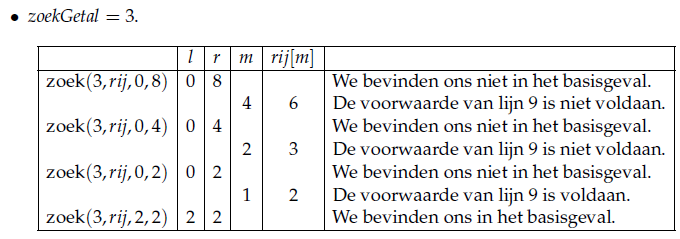 • zoekGetal = 3.
l r m rij[m]
zoek(3,rij,0,8) 0 8 We bevinden ons niet in het basisgeval.
4 6 De voorwaarde van lijn 9 is niet voldaan.
zoek(3,rij,0,4) 0 4 We bevinden ons niet in het basisgeval.
2 3 De voorwaarde van lijn 9 is niet voldaan.
zoek(3,rij,0,2) 0 2 We bevinden ons niet in het basisgeval.
1 2 De voorwaarde van lijn 9 is voldaan.
zoek(3,rij,2,2) 2 2 We bevinden ons in het basisgeval.